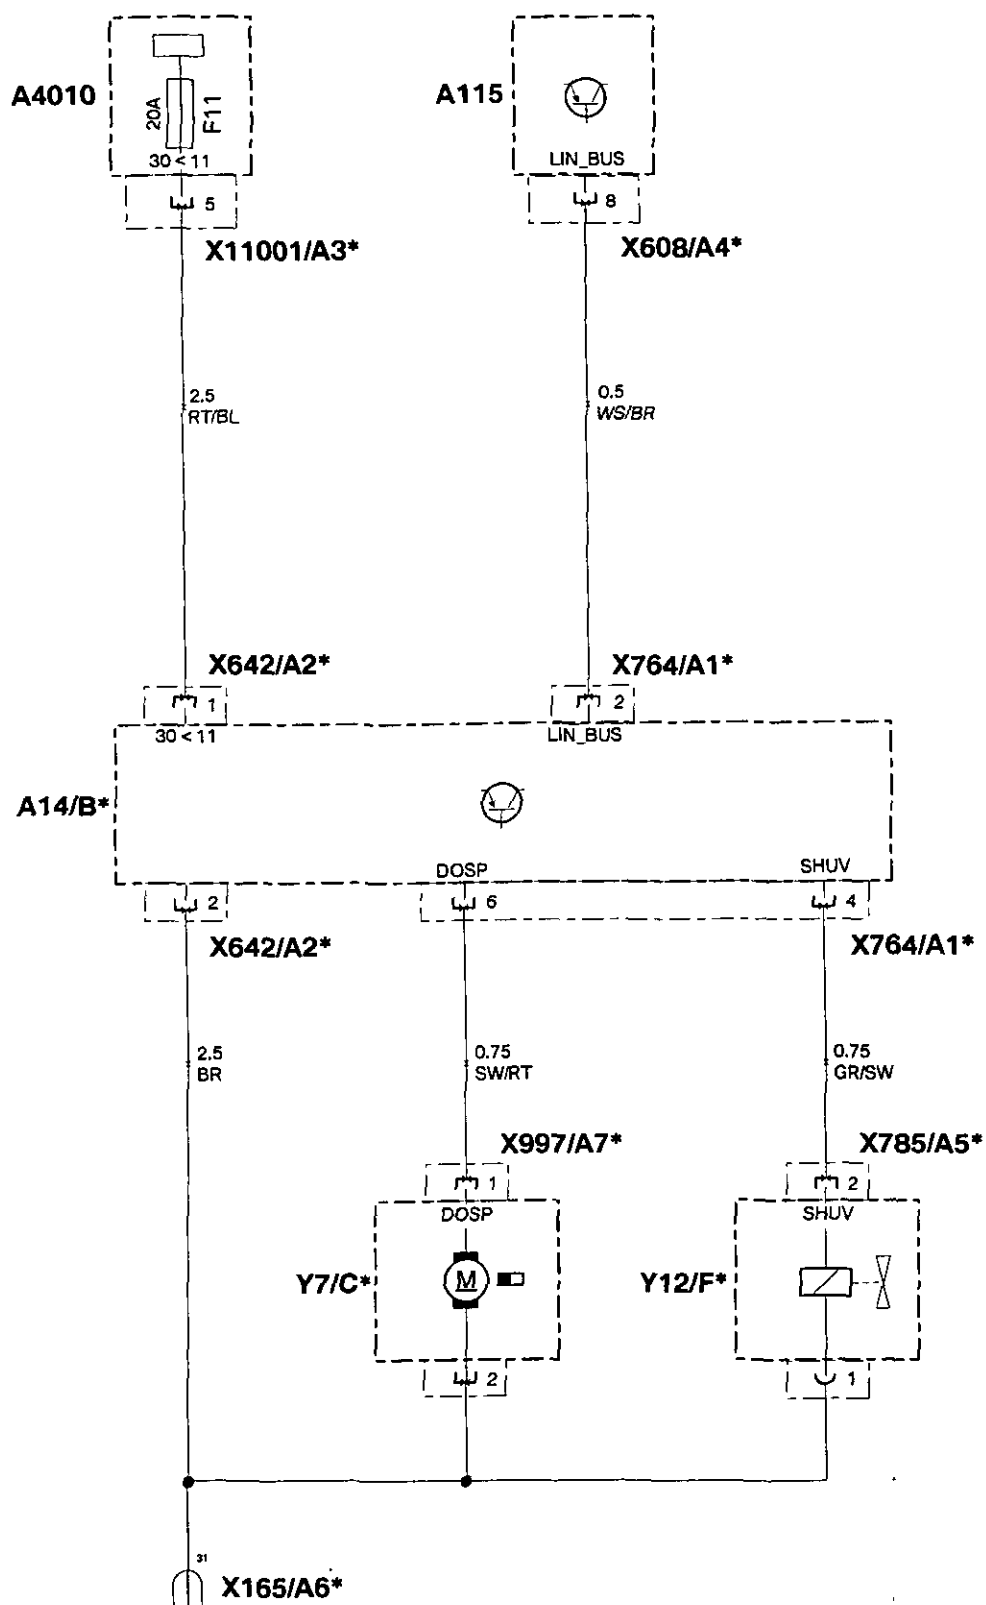 A4010
20A
F11
30 < 11
5
X11001/A3*
A115
LIN_BUS
8
X608/A4*
2.5
RT/BL
0.5
WS/BR
X642/A2*
1
30 < 11
X764/A1*
2
LIN_BUS
A14/B*
DOSP
SHUV
2
6
4
X642/A2*
X764/A1*
2.5
BR
0.75
SW/RT
0.75
GR/SW
X997/A7*
1
DOSP
X785/A5*
2
SHUV
Y7/C*
M
Y12/F*
2
1
31
X165/A6*